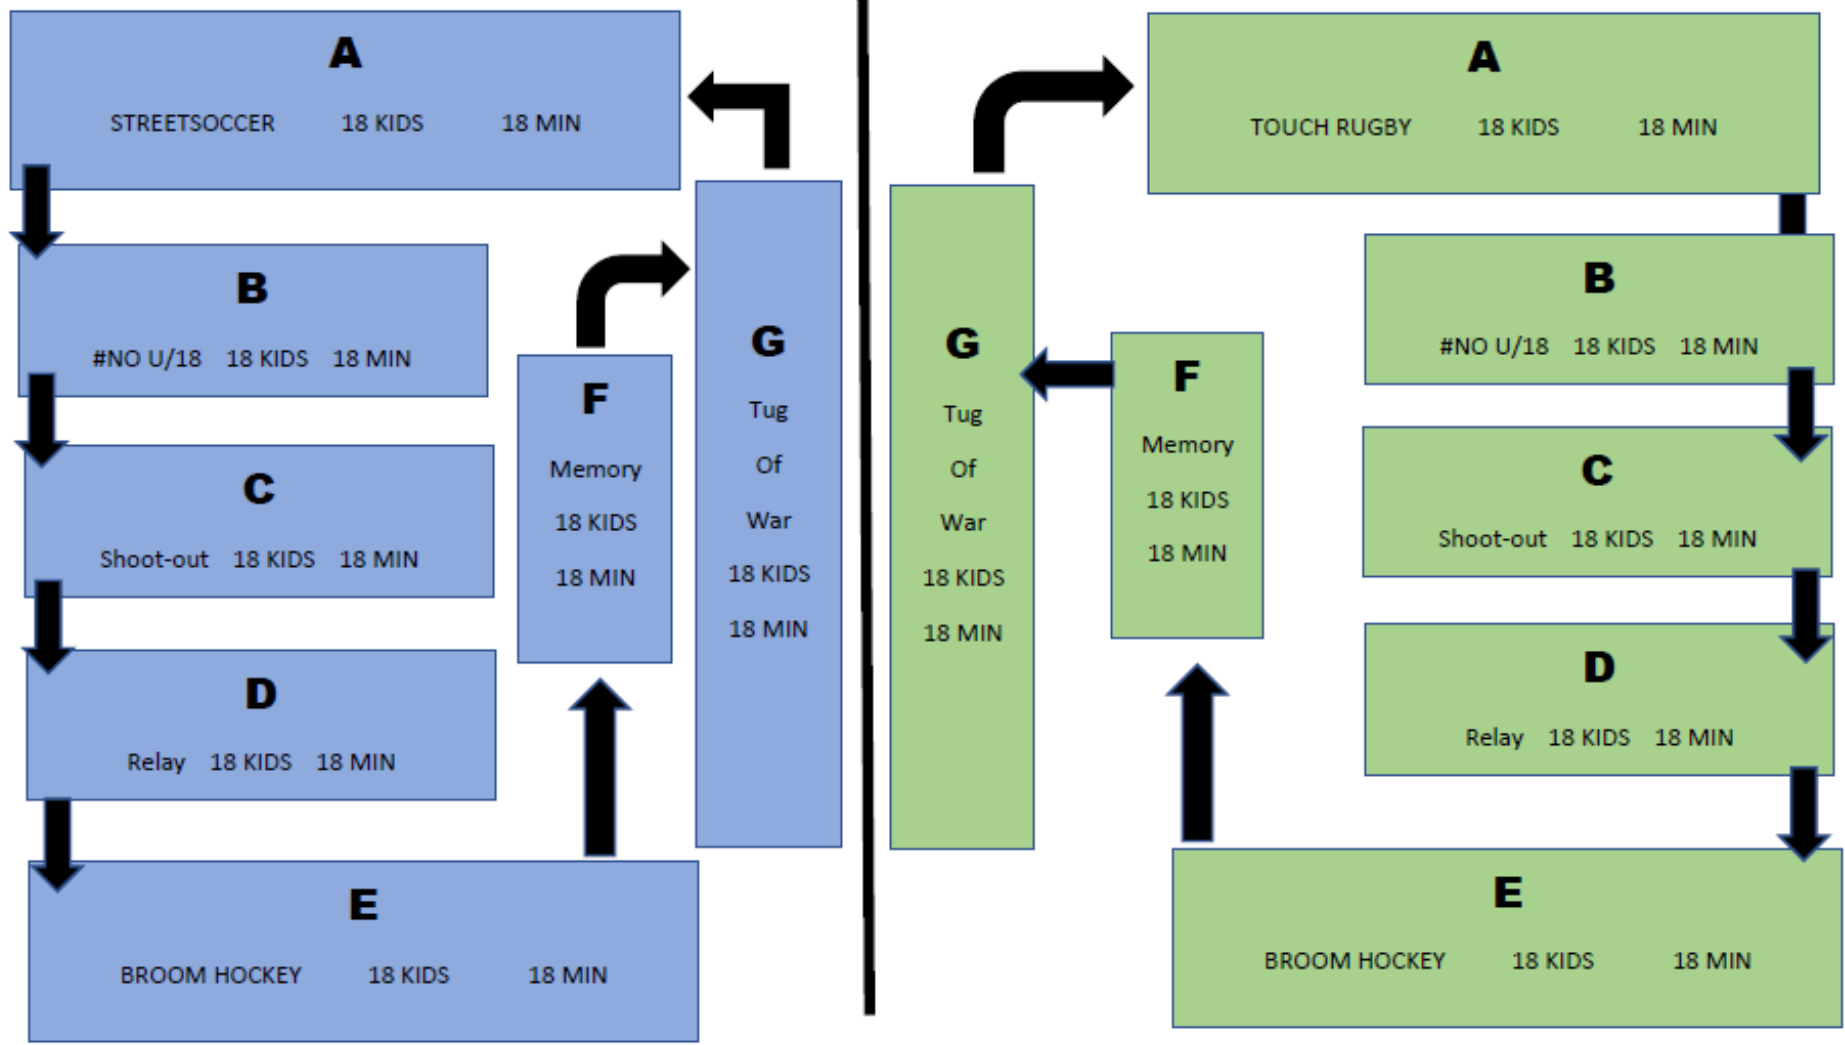 A
STREETSOCCER 18 KIDS 18 MIN
B
#NO U/18 18 KIDS 18 MIN
C
Shoot-out 18 KIDS 18 MIN
D
Relay 18 KIDS 18 MIN
E
BROOM HOCKEY 18 KIDS 18 MIN
F
Memory
18 KIDS
18 MIN
G
Tug
Of
War
18 KIDS
18 MIN
A
TOUCH RUGBY 18 KIDS 18 MIN
B
#NO U/18 18 KIDS 18 MIN
C
Shoot-out 18 KIDS 18 MIN
D
Relay 18 KIDS 18 MIN
E
BROOM HOCKEY 18 KIDS 18 MIN
F
Memory
18 KIDS
18 MIN
G
Tug
Of
War
18 KIDS
18 MIN